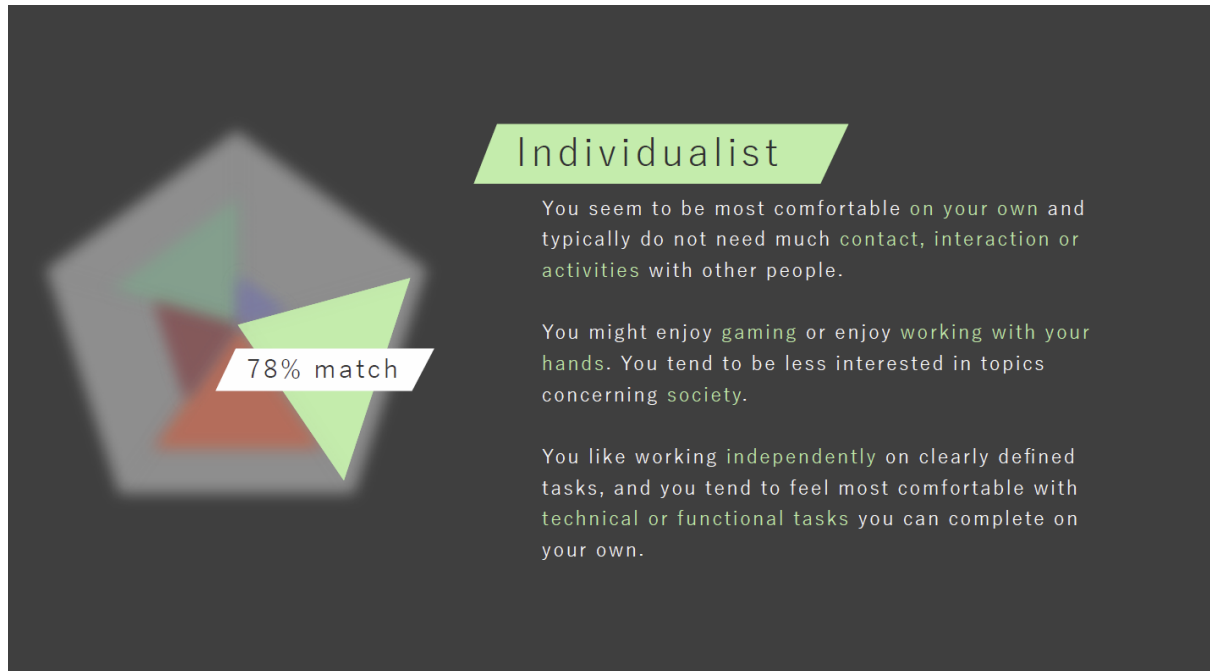 Individualist
You seem to be most comfortable on your own and
typically do not need much contact, interaction or
activities with other people.
You might enjoy gaming or enjoy working with your
hands. You tend to be less interested in topics
concerning society.
78% match
You like working independently on clearly defined
tasks, and you tend to feel most comfortable with
technical or functional tasks you can complete on
your own.